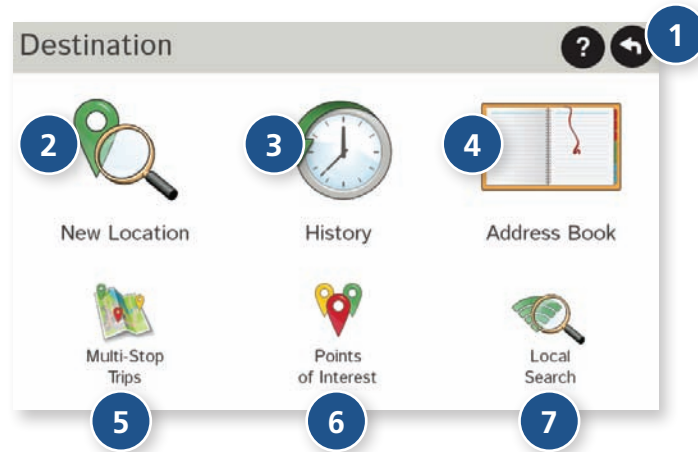 Destination
?
1
2
3
4
New Location
History
Address Book
Multi-Stop
Trips
Points
of Interest
Local
Search
5
6
7